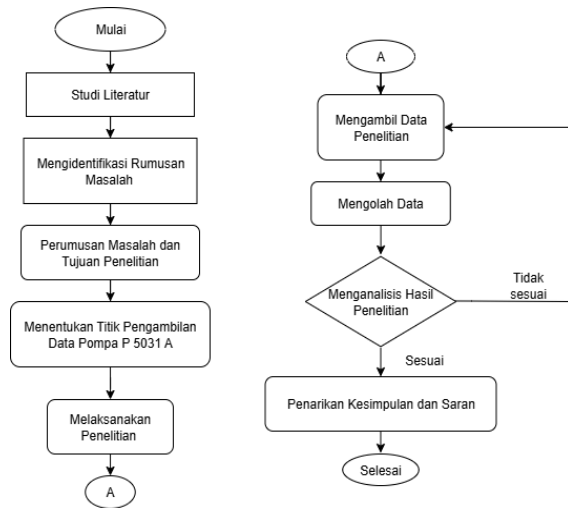 Mulai
Studi Literatur
Mengidentifikasi Rumusan
Masalah
Perumusan Masalah dan
Tujuan Penelitian
Menentukan Titik Pengambilan
Data Pompa P 5031 A
Melaksanakan
Penelitian
A
A
Mengambil Data
Penelitian
Mengolah Data
Menganalisis Hasil
Penelitian
Tidak
sesuai
Sesuai
Penarikan Kesimpulan dan Saran
Selesai